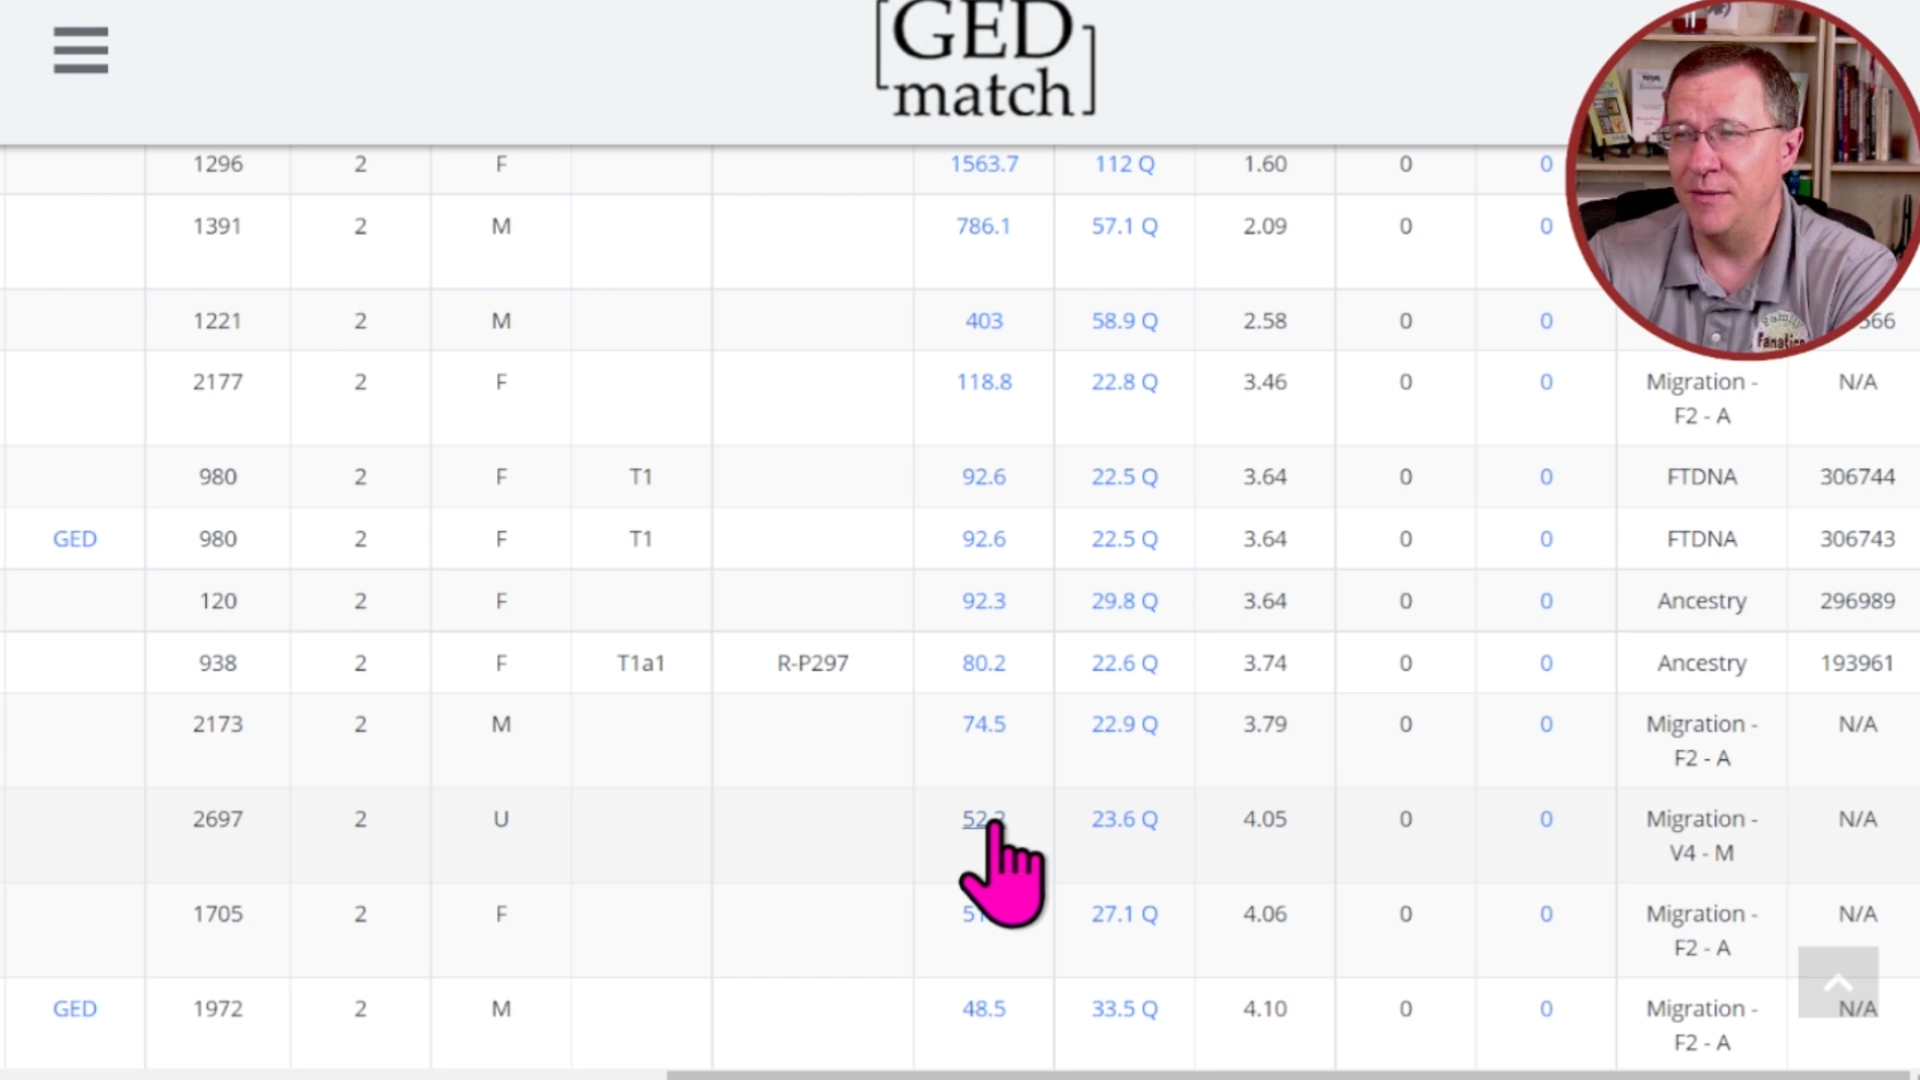 GED
match
1296 2 F 1563.7 112 Q 1.60 0 0
1391 2 M 786.1 57.1 Q 2.09 0 0
1221 2 M 403 58.9 Q 2.58 0 0 566
2177 2 F 118.8 22.8 Q 3.46 0 0 Migration - N/A
F2 - A
980 2 F T1 92.6 22.5 Q 3.64 0 0 FTDNA 306744
GED 980 2 F T1 92.6 22.5 Q 3.64 0 0 FTDNA 306743
120 2 F 92.3 29.8 Q 3.64 0 0 Ancestry 296989
938 2 F T1a1 R-P297 80.2 22.6 Q 3.74 0 0 Ancestry 193961
2173 2 M 74.5 22.9 Q 3.79 0 0 Migration - N/A
F2 - A
2697 2 U 23.6 Q 4.05 0 0 Migration - N/A
V4 - M
1705 2 F 27.1 Q 4.06 0 0 Migration - N/A
F2 - A
GED 1972 2 M 48.5 33.5 Q 4.10 0 0 Migration - N/A
F2 - A
Family